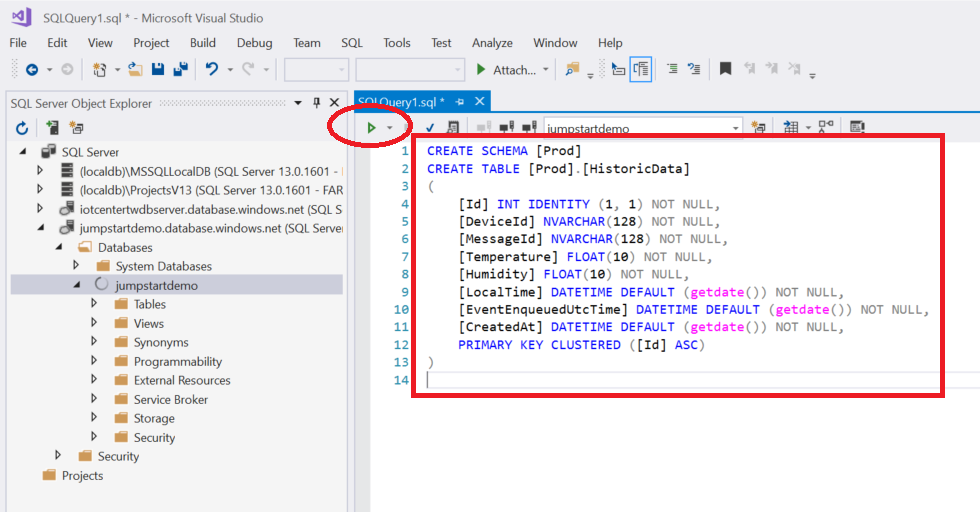 SQLQuery1.sql * - Microsoft Visual Studio
File Edit View Project Build Debug Team SQL Tools Test Analyze Window Help
Attach...
SQL Server Object Explorer
SQLQuery1.sql *
jumpstartdemo
SQL Server
(localdb)\MSSQLLocalDB (SQL Server 13.0.1601 - F
(localdb)\ProjectsV13 (SQL Server 13.0.1601 - FAR
iotcentertwdbserver.database.windows.net (SQL S
jumpstartdemo.database.windows.net (SQL Server
Databases
System Databases
jumpstartdemo
Tables
Views
Synonyms
Programmability
External Resources
Service Broker
Storage
Security
Security
Projects
1 CREATE SCHEMA [Prod]
2 CREATE TABLE [Prod].[HistoricData]
3 (
4 [Id] INT IDENTITY (1, 1) NOT NULL,
5 [DeviceId] NVARCHAR(128) NOT NULL,
6 [MessageId] NVARCHAR(128) NOT NULL,
7 [Temperature] FLOAT(10) NOT NULL,
8 [Humidity] FLOAT(10) NOT NULL,
9 [LocalTime] DATETIME DEFAULT (getdate()) NOT NULL,
10 [EventEnqueuedUtcTime] DATETIME DEFAULT (getdate()) NOT NULL,
11 [CreatedAt] DATETIME DEFAULT (getdate()) NOT NULL,
12 PRIMARY KEY CLUSTERED ([Id] ASC)
13 )
14